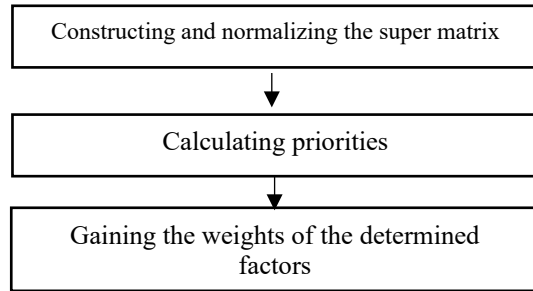 Constructing and normalizing the super matrix
Calculating priorities
Gaining the weights of the determined
factors